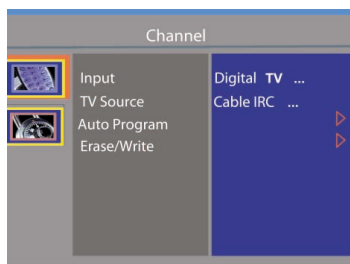 Channel
Input Digital TV ...
TV Source Cable IRC ...
Auto Program
Erase/Write